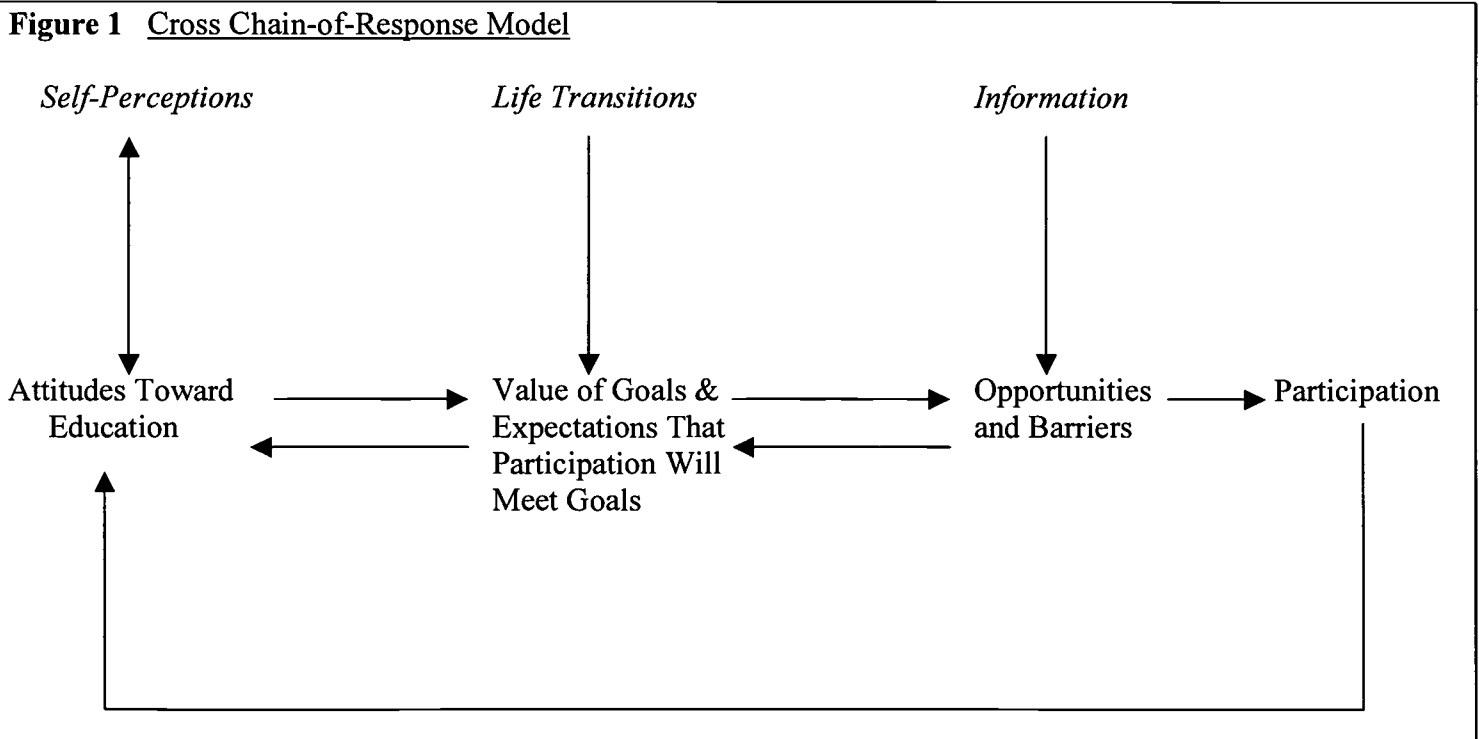 Figure 1 Cross Chain-of-Response Model
Self-Perceptions
Life Transitions
Information
Attitudes Toward
Education
Value of Goals &
Expectations That
Participation Will
Meet Goals
Opportunities
and Barriers
Participation